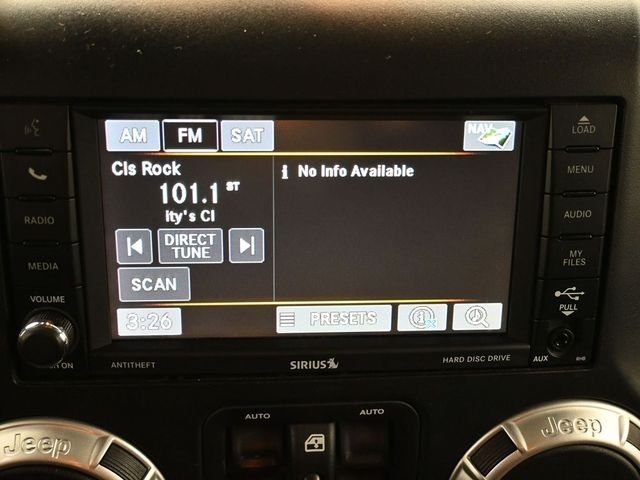 AM FM SAT NAV
Cls Rock
101.1 ST
ity's Cl
i No Info Available
DIRECT
TUNE
SCAN
3:26
PRESETS
RADIO
MEDIA
VOLUME
ANTITHEFT
SIRIUS
HARD DISC DRIVE
LOAD
MENU
AUDIO
MY
FILES
PULL
AUX
RHB
AUTO
AUTO
Jeep
Jeep